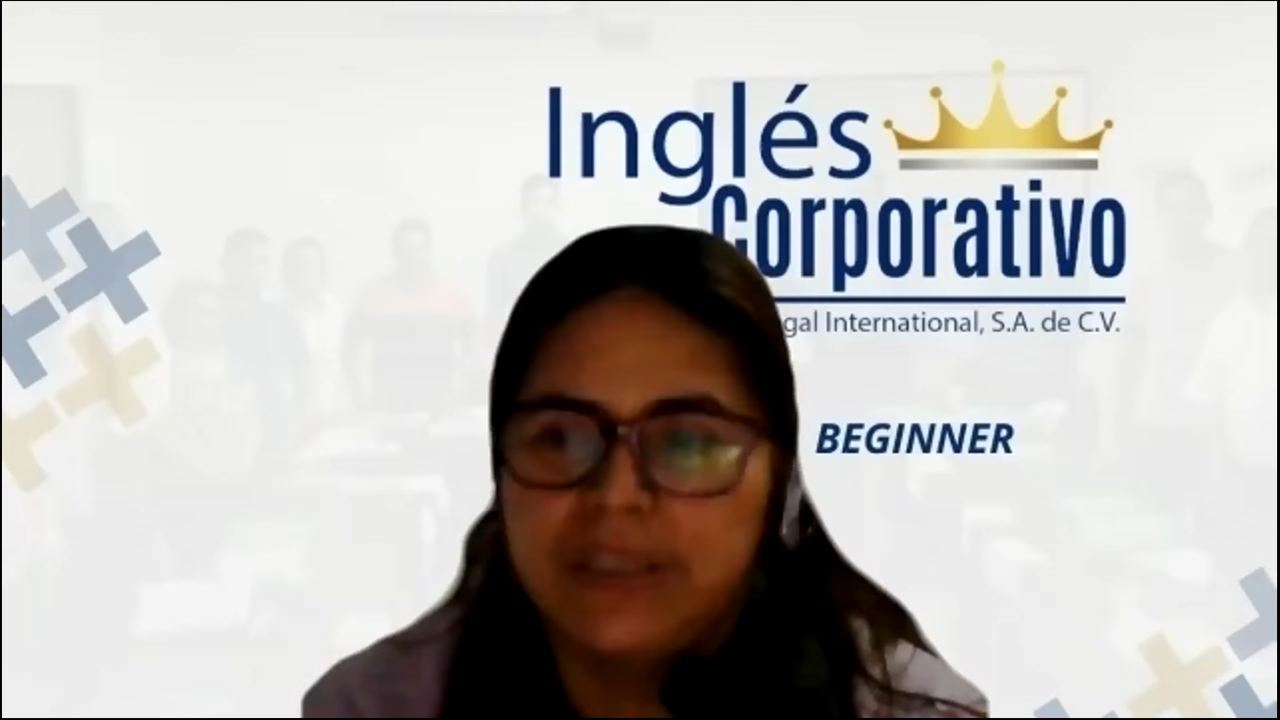 Inglés
Corporativo
International, S.A. de C.V.
BEGINNER